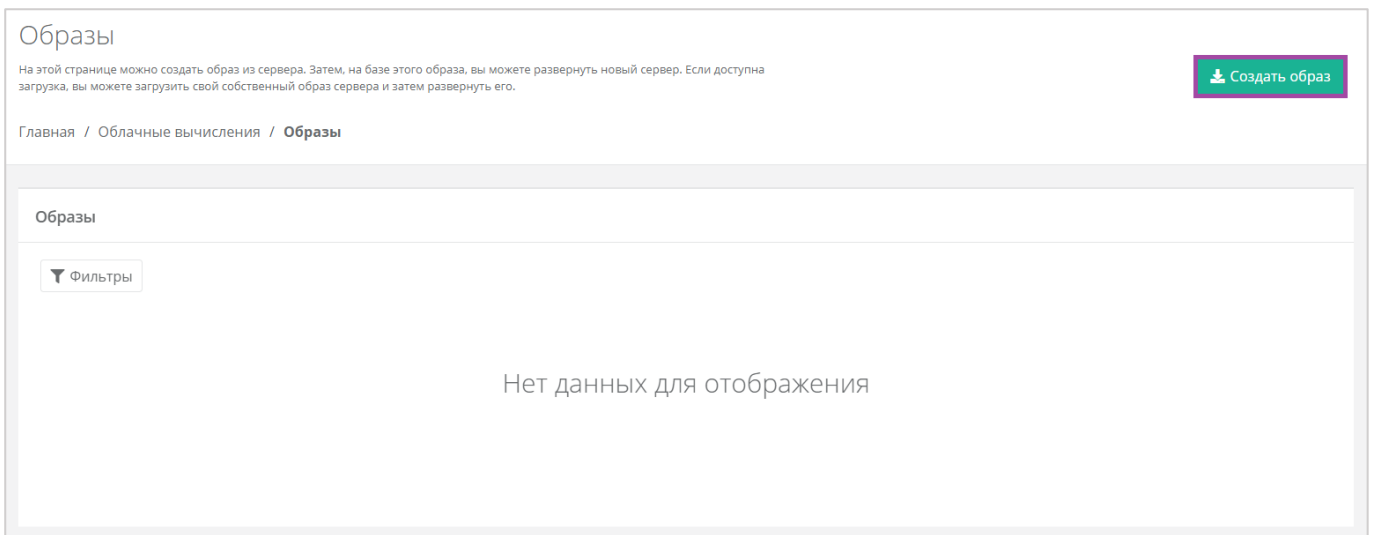 Образы
На этой странице можно создать образ из сервера. Затем, на базе этого образа, вы можете развернуть новый сервер. Если доступна
загрузка, вы можете загрузить свой собственный образ сервера и затем развернуть его.
Создать образ
Главная / Облачные вычисления / Образы
Образы
Фильтры
Нет данных для отображения